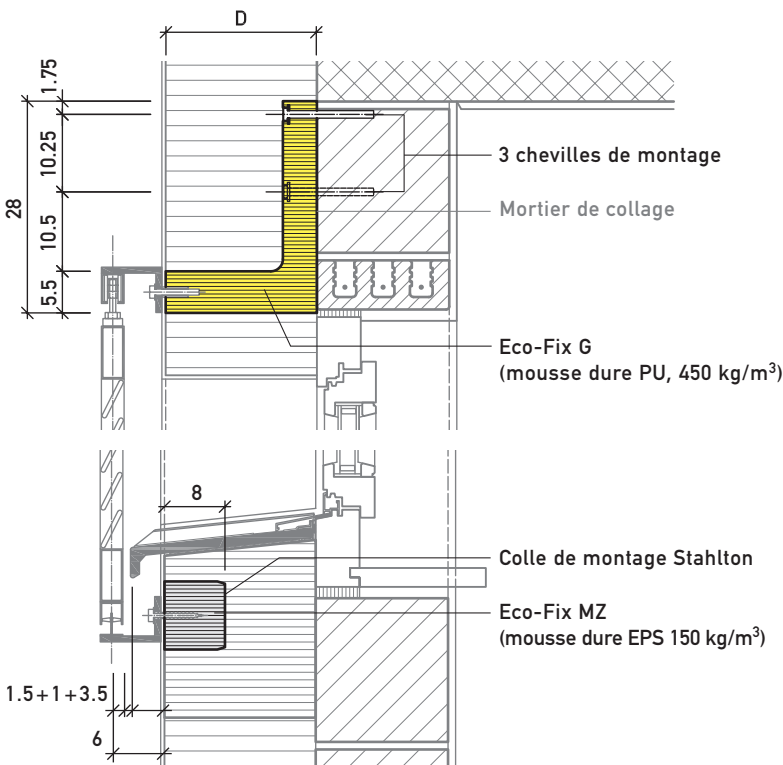 D
1.75
10.25
28
10.5
5.5
3 chevilles de montage
Mortier de collage
Eco-Fix G
(mousse dure PU, 450 kg/m³)
8
Colle de montage Stahlton
Eco-Fix MZ
(mousse dure EPS 150 kg/m³)
1.5+1+3.5
6